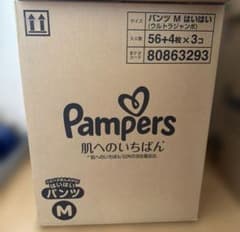 サイズ
パンツ M はいはい
(ウルトラジャンボ)
入り数
56+4枚×3コ
80863293
Pampers
肌へのいちばん*
はいはい
パンツ
M